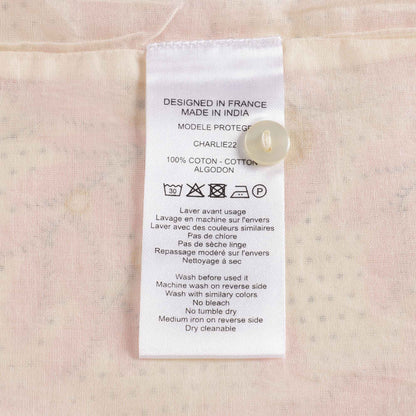 DESIGNED IN FRANCE
MADE IN INDIA
MODELE PROTEGE
CHARLIE22
100% COTON - COTTON
ALGODON
30
P
Laver avant usage
Lavage en machine sur l'envers
Laver avec des couleurs similaires
Pas de chlore
Pas de sèche linge
Repassage modéré sur l'envers
Nettoyage à sec
Wash before used it
Machine wash on reverse side
Wash with similary colors
No bleach
No tumble dry
Medium iron on reverse side
Dry cleanable